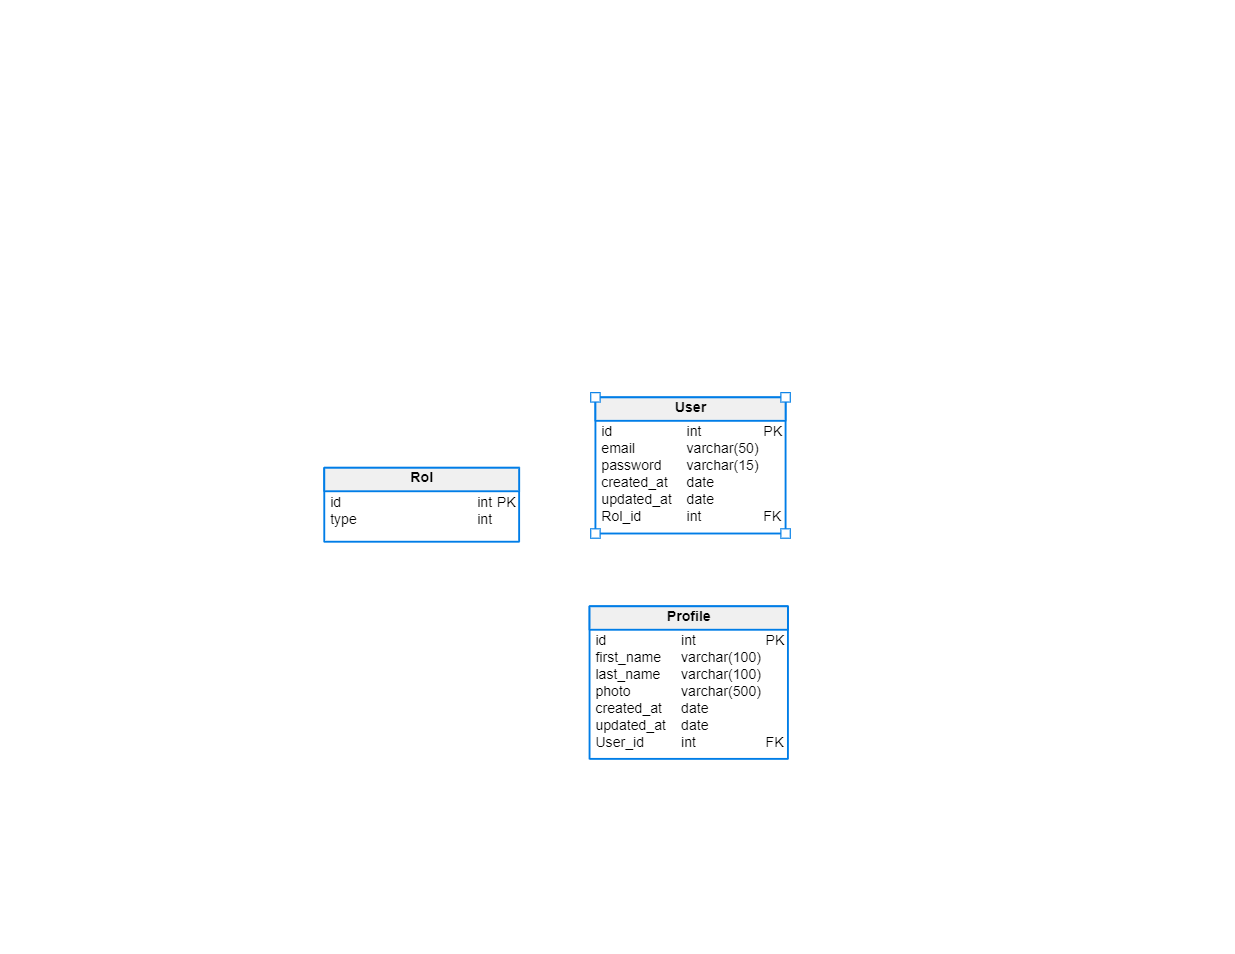 User
id int PK
email varchar(50)
password varchar(15)
created_at date
updated_at date
Rol_id int FK
Rol
id int PK
type int
Profile
id int PK
first_name varchar(100)
last_name varchar(100)
photo varchar(500)
created_at date
updated_at date
User_id int FK